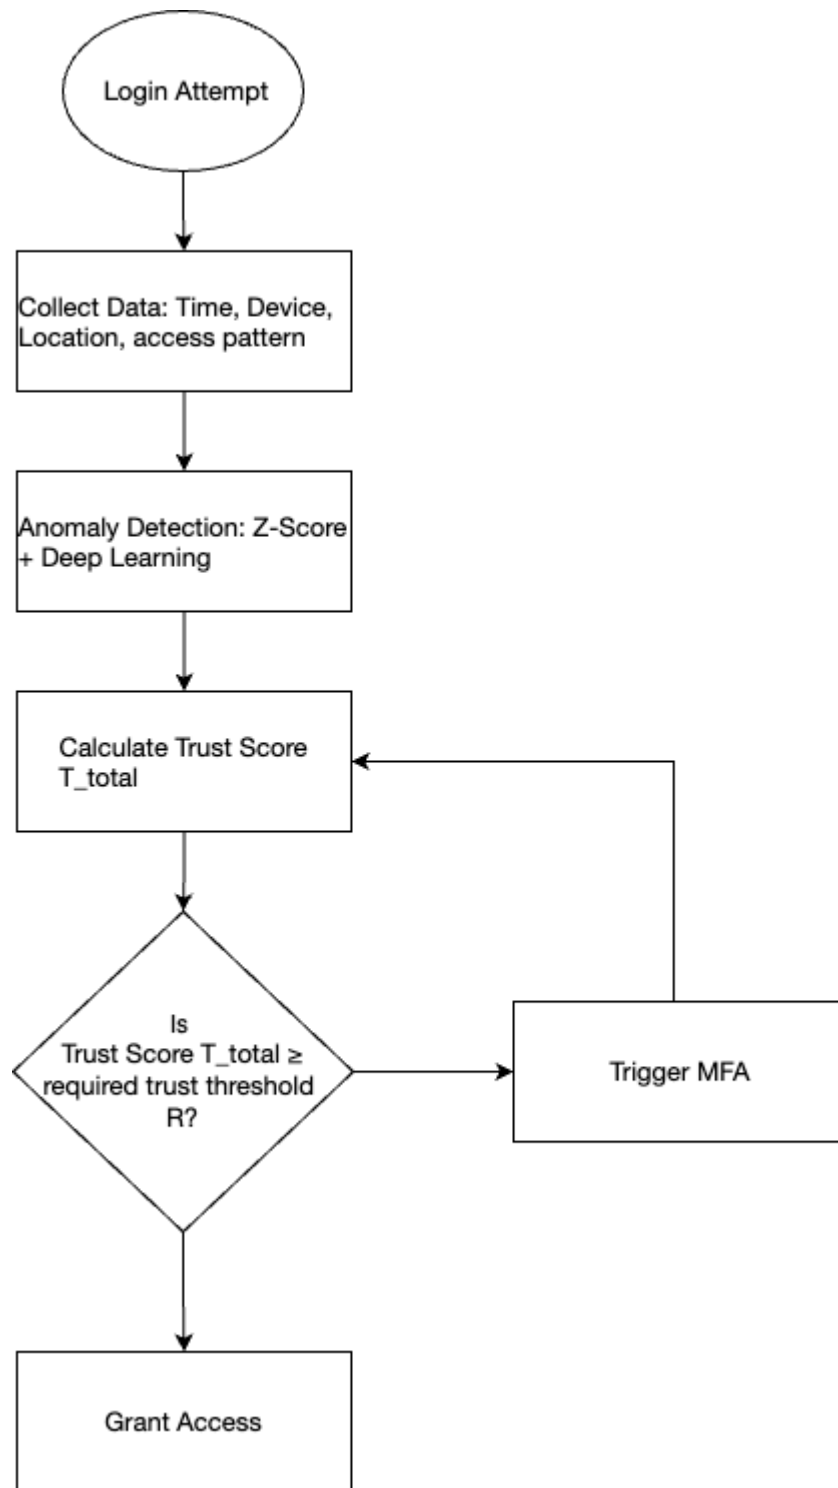 Login Attempt
Collect Data: Time, Device,
Location, access pattern
Anomaly Detection: Z-Score
+ Deep Learning
Calculate Trust Score
T_total
Is
Trust Score T_total ≥
required trust threshold
R?
Trigger MFA
Grant Access